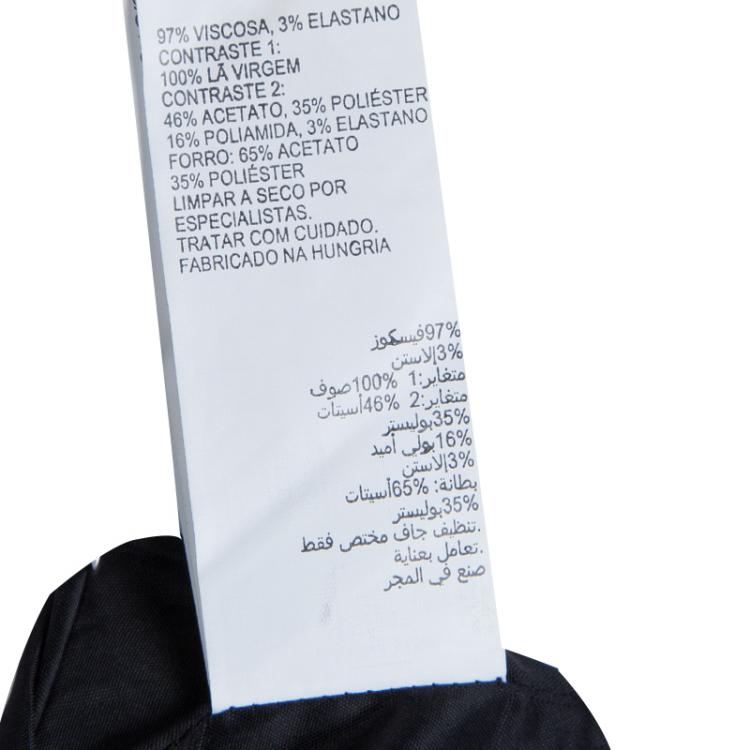 97% VISCOSA, 3% ELASTANO
CONTRASTE 1:
100% LÃ VIRGEM
CONTRASTE 2:
46% ACETATO, 35% POLIÉSTER
16% POLIAMIDA, 3% ELASTANO
FORRO: 65% ACETATO
35% POLIÉSTER
LIMPAR A SECO POR
ESPECIALISTAS.
TRATAR COM CUIDADO.
FABRICADO NA HUNGRIA
97%فيسكوز
3%إلاستن
متغاير:1 100%صوف
متغاير:2 46%أسيتات
35%بوليستر
16%بولي أميد
3%إلاستن
بطانة: 65%أسيتات
35%بوليستر
تنظيف جاف مختص فقط.
تعامل بعناية.
صنع في المجر